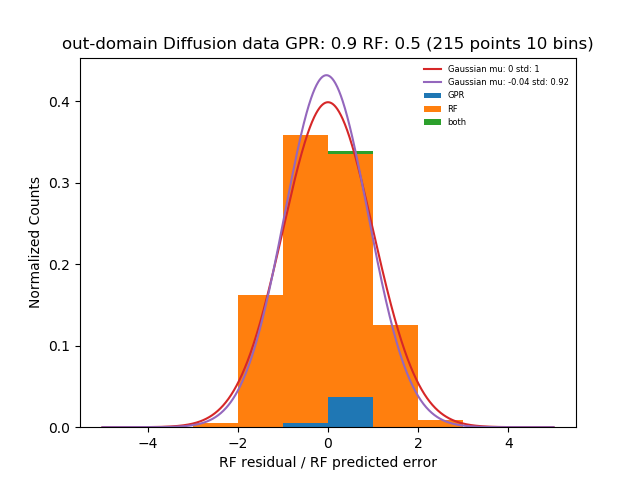 out-domain Diffusion data GPR: 0.9 RF: 0.5 (215 points 10 bins)
Gaussian mu: 0 std: 1
Gaussian mu: -0.04 std: 0.92
GPR
RF
both
Normalized Counts
0.4
0.3
0.2
0.1
0.0
−4 −2 0 2 4
RF residual / RF predicted error